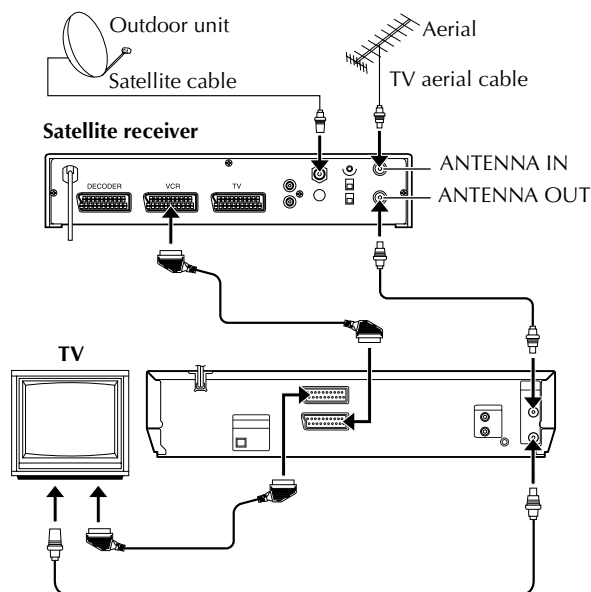 Outdoor unit
Aerial
Satellite cable
TV aerial cable
Satellite receiver
ANTENNA IN
DECODER
VCR
TV
ANTENNA OUT
TV